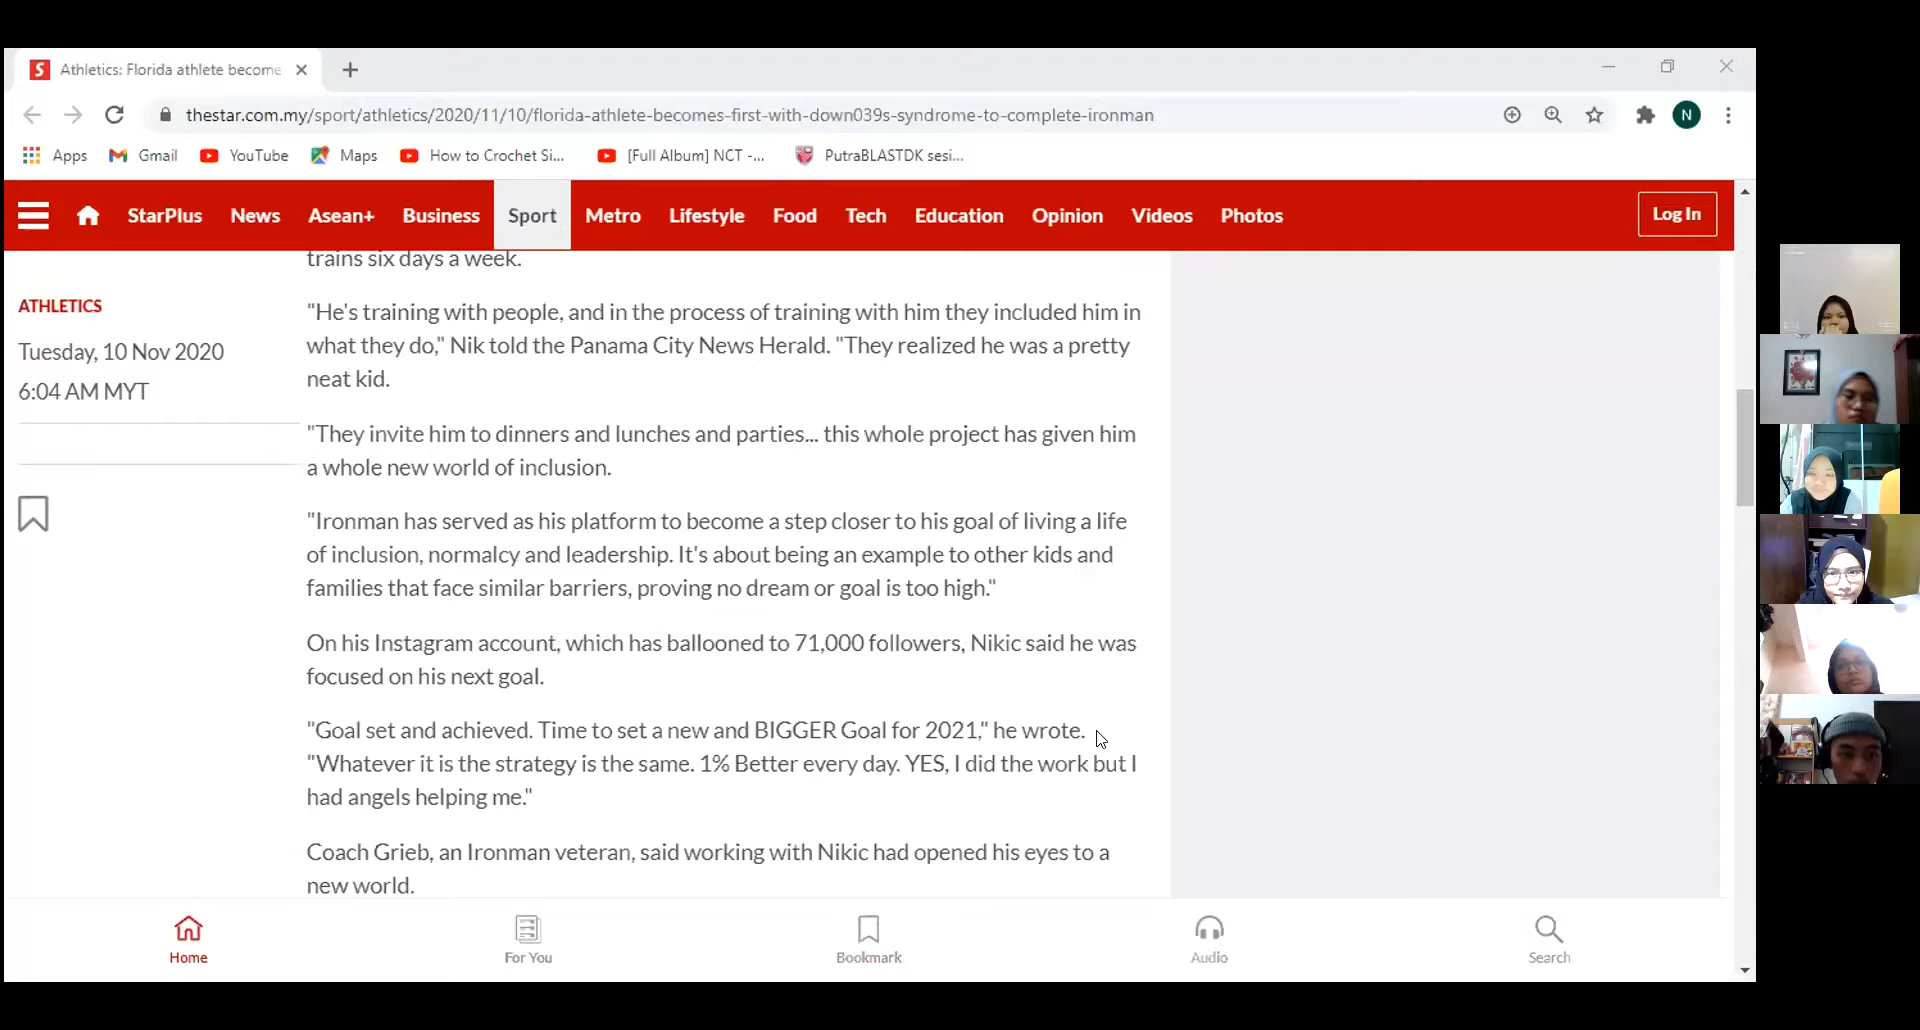 Athletics: Florida athlete become
thestar.com.my/sport/athletics/2020/11/10/florida-athlete-becomes-first-with-down039s-syndrome-to-complete-ironman
N
Apps
Gmail
YouTube
Maps
How to Crochet Si...
[Full Album] NCT -...
PutraBLASTDK sesi...
StarPlus News Asean+ Business Sport Metro Lifestyle Food Tech Education Opinion Videos Photos
Log In
ATHLETICS
Tuesday, 10 Nov 2020
6:04 AM MYT
trains six days a week.
"He's training with people, and in the process of training with him they included him in
what they do," Nik told the Panama City News Herald. "They realized he was a pretty
neat kid.
"They invite him to dinners and lunches and parties... this whole project has given him
a whole new world of inclusion.
"Ironman has served as his platform to become a step closer to his goal of living a life
of inclusion, normalcy and leadership. It's about being an example to other kids and
families that face similar barriers, proving no dream or goal is too high."
On his Instagram account, which has ballooned to 71,000 followers, Nikic said he was
focused on his next goal.
"Goal set and achieved. Time to set a new and BIGGER Goal for 2021," he wrote.
"Whatever it is the strategy is the same. 1% Better every day. YES, I did the work but I
had angels helping me."
Coach Grieb, an Ironman veteran, said working with Nikic had opened his eyes to a
new world.
Home
For You
Bookmark
Audio
Search